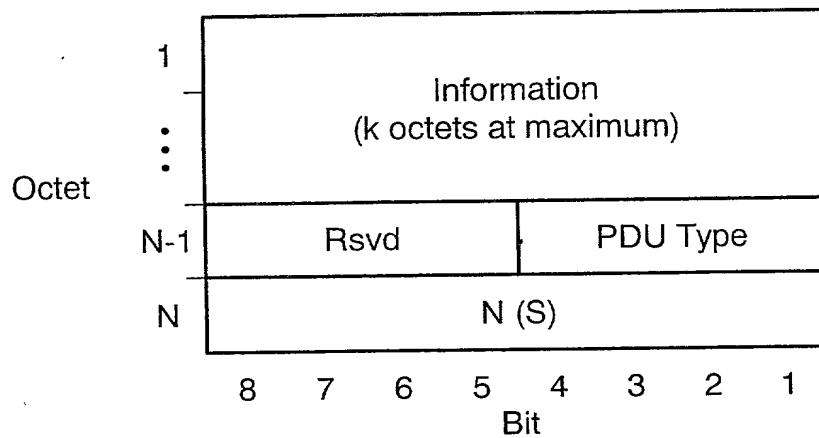 1
Information
(k octets at maximum)
Octet
N-1
Rsvd
PDU Type
N
N (S)
8 7 6 5 4 3 2 1
Bit